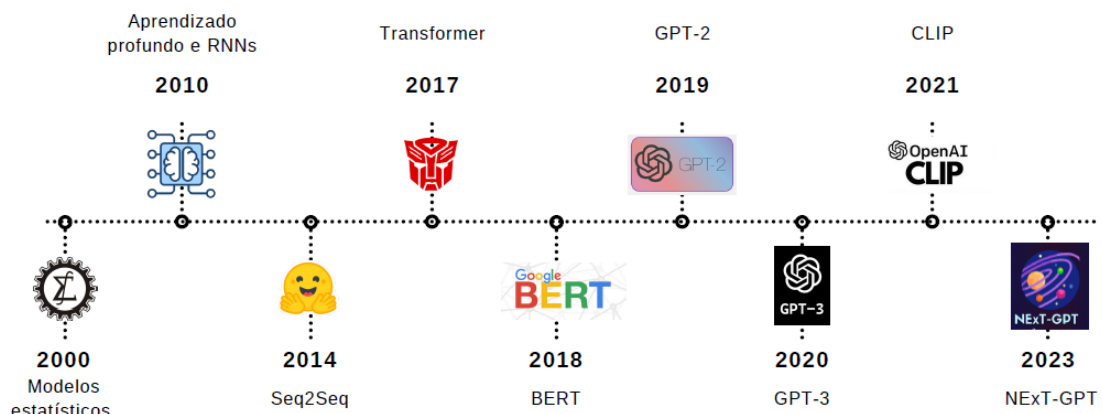 Aprendizado
profundo e RNNs
2010
Transformer
2017
GPT-2
2019
CLIP
2021
GPT-2
OpenAI
CLIP
Google
BERT
GPT-3
NExT-GPT
2000
Modelos
estatísticos
2014
Seq2Seq
2018
BERT
2020
GPT-3
2023
NExT-GPT